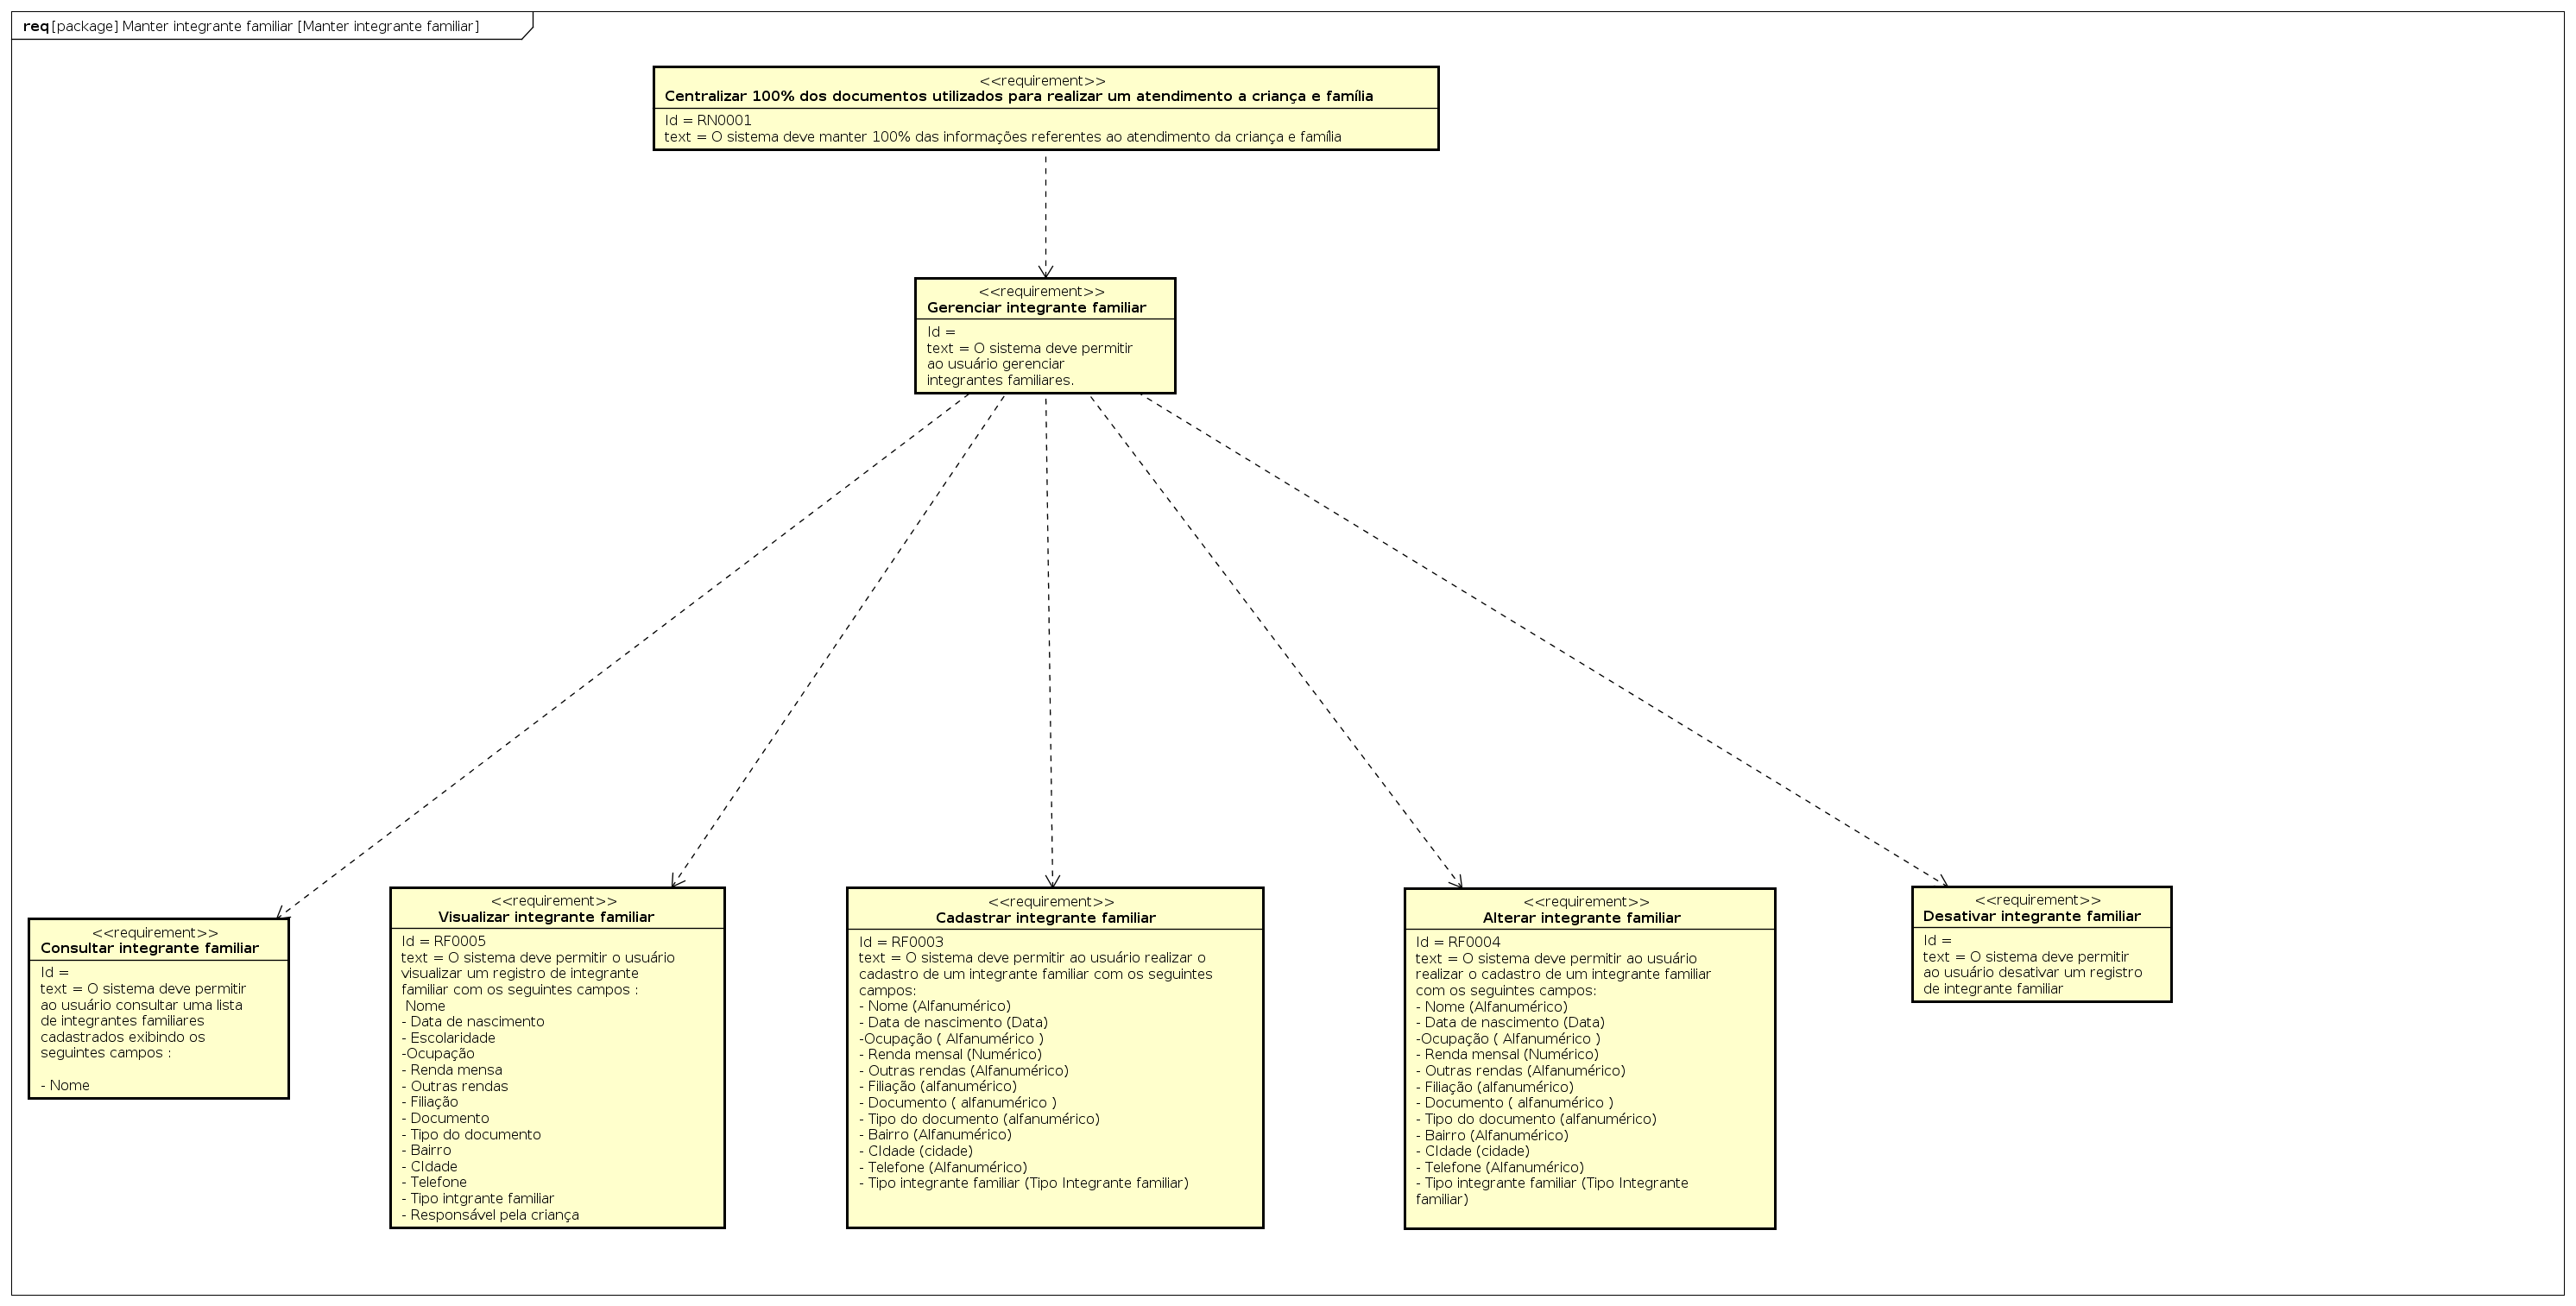 req [package] Manter integrante familiar [Manter integrante familiar]
<<requirement>>
Centralizar 100% dos documentos utilizados para realizar um atendimento a criança e família
Id = RN0001
text = O sistema deve manter 100% das informações referentes ao atendimento da criança e família
<<requirement>>
Gerenciar integrante familiar
Id =
text = O sistema deve permitir
ao usuário gerenciar
integrantes familiares.
<<requirement>>
Consultar integrante familiar
Id =
text = O sistema deve permitir
ao usuário consultar uma lista
de integrantes familiares
cadastrados exibindo os
seguintes campos :
- Nome
<<requirement>>
Visualizar integrante familiar
Id = RF0005
text = O sistema deve permitir o usuário
visualizar um registro de integrante
familiar com os seguintes campos :
Nome
- Data de nascimento
- Escolaridade
-Ocupação
- Renda mensa
- Outras rendas
- Filiação
- Documento
- Tipo do documento
- Bairro
- CIdade
- Telefone
- Tipo intgrante familiar
- Responsável pela criança
<<requirement>>
Cadastrar integrante familiar
Id = RF0003
text = O sistema deve permitir ao usuário realizar o
cadastro de um integrante familiar com os seguintes
campos:
- Nome (Alfanumérico)
- Data de nascimento (Data)
-Ocupação ( Alfanumérico )
- Renda mensal (Numérico)
- Outras rendas (Alfanumérico)
- Filiação (alfanumérico)
- Documento ( alfanumérico )
- Tipo do documento (alfanumérico)
- Bairro (Alfanumérico)
- CIdade (cidade)
- Telefone (Alfanumérico)
- Tipo integrante familiar (Tipo Integrante familiar)
<<requirement>>
Alterar integrante familiar
Id = RF0004
text = O sistema deve permitir ao usuário
realizar o cadastro de um integrante familiar
com os seguintes campos:
- Nome (Alfanumérico)
- Data de nascimento (Data)
-Ocupação ( Alfanumérico )
- Renda mensal (Numérico)
- Outras rendas (Alfanumérico)
- Filiação (alfanumérico)
- Documento ( alfanumérico )
- Tipo do documento (alfanumérico)
- Bairro (Alfanumérico)
- CIdade (cidade)
- Telefone (Alfanumérico)
- Tipo integrante familiar (Tipo Integrante
familiar)
<<requirement>>
Desativar integrante familiar
Id =
text = O sistema deve permitir
ao usuário desativar um registro
de integrante familiar